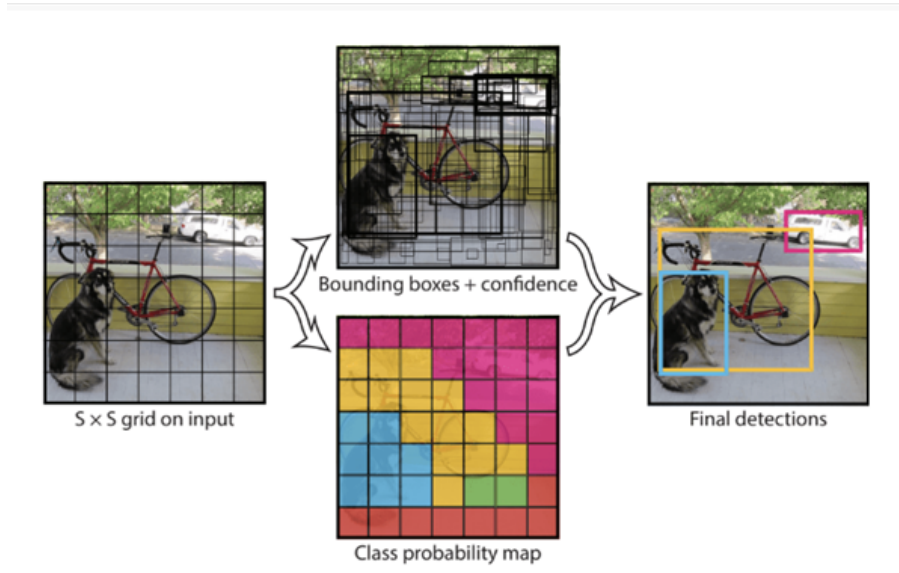 S × S grid on input
Bounding boxes + confidence
Class probability map
Final detections